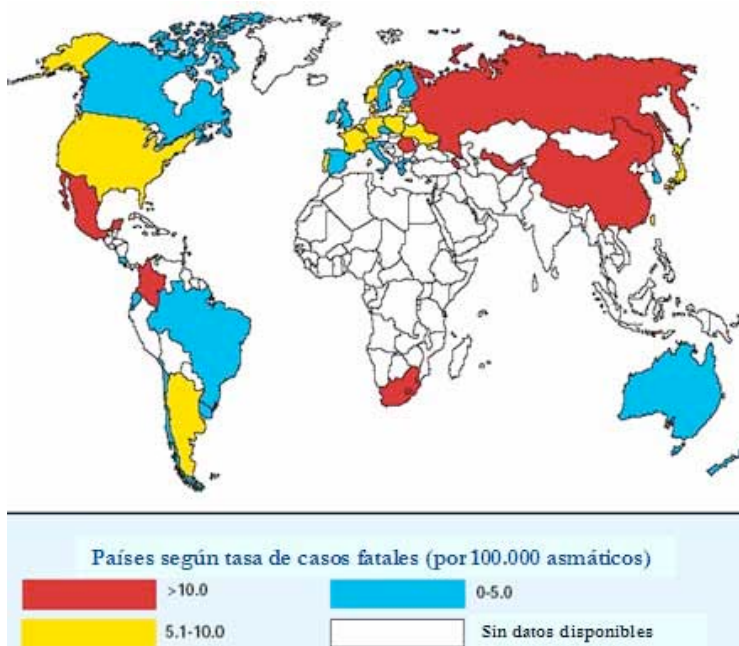 Países según tasa de casos fatales (por 100.000 asmáticos)
>10.0
0-5.0
5.1-10.0
Sin datos disponibles